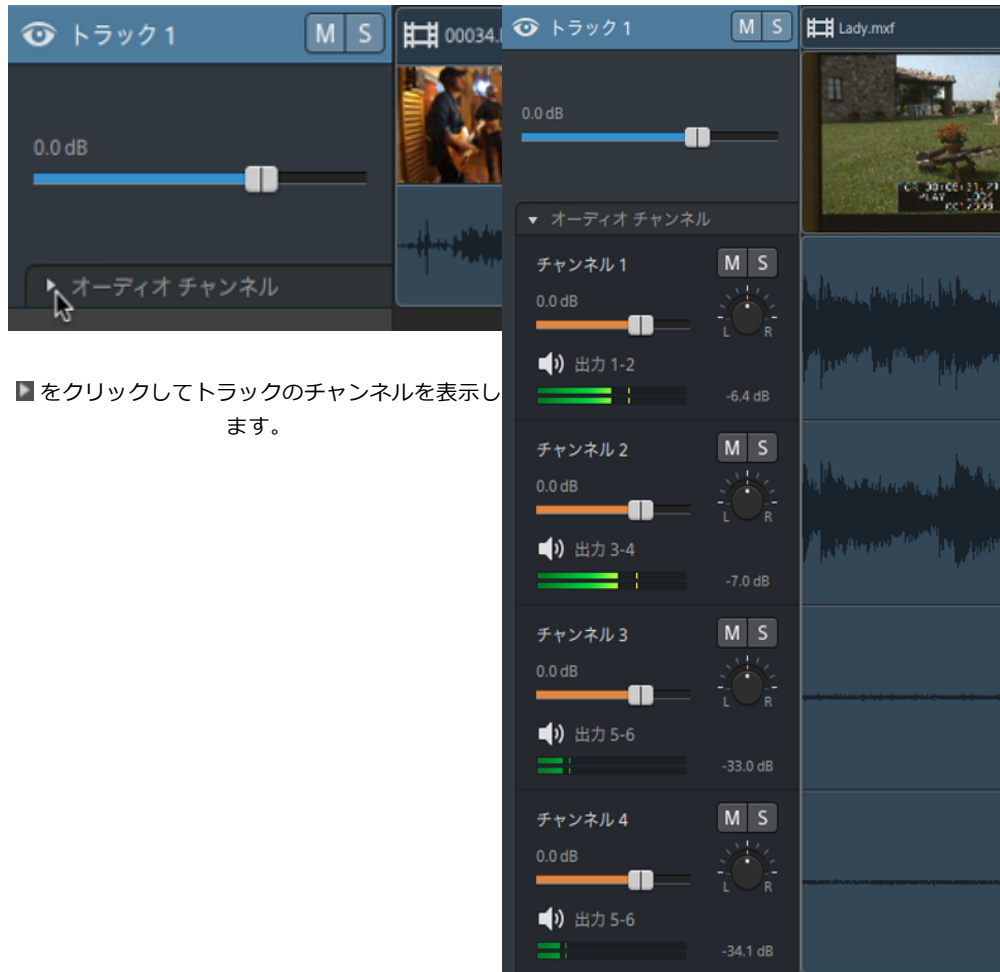 トラック 1
M S
00034.
0.0 dB
オーディオ チャンネル
をクリックしてトラックのチャンネルを表示し
ます。
トラック 1
M S
Lady.mxf
0.0 dB
オーディオ チャンネル
チャンネル 1
M S
0.0 dB
L R
出力 1-2
-6.4 dB
チャンネル 2
M S
0.0 dB
L R
出力 3-4
-7.0 dB
チャンネル 3
M S
0.0 dB
L R
出力 5-6
-33.0 dB
チャンネル 4
M S
0.0 dB
L R
出力 5-6
-34.1 dB